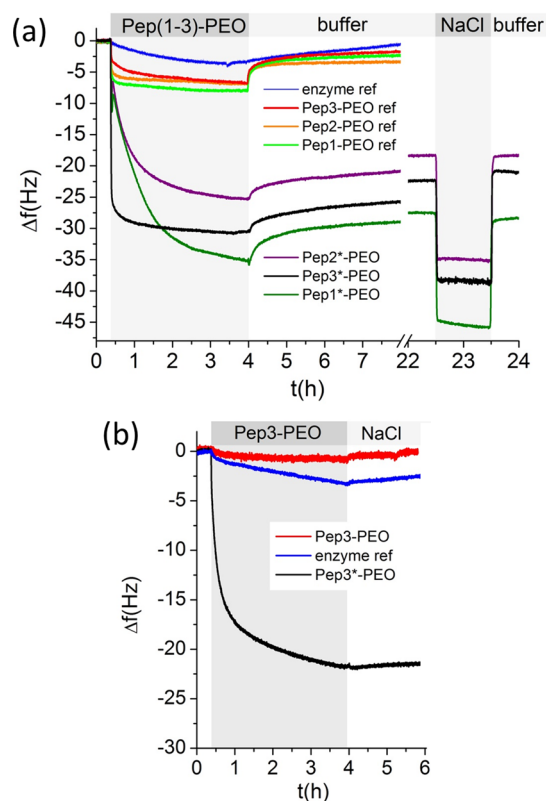 (a)
Pep(1-3)-PEO buffer NaCl buffer
0
-5
-10
-15
-20
-25
-30
-35
-40
-45
Δf(Hz)
enzyme ref
Pep3-PEO ref
Pep2-PEO ref
Pep1-PEO ref
Pep2*-PEO
Pep3*-PEO
Pep1*-PEO
0 1 2 3 4 5 6 7 8 22 23 24
t(h)
(b)
Pep3-PEO NaCl
0
-5
-10
-15
-20
-25
-30
Δf(Hz)
Pep3-PEO
enzyme ref
Pep3*-PEO
0 1 2 3 4 5 6
t(h)